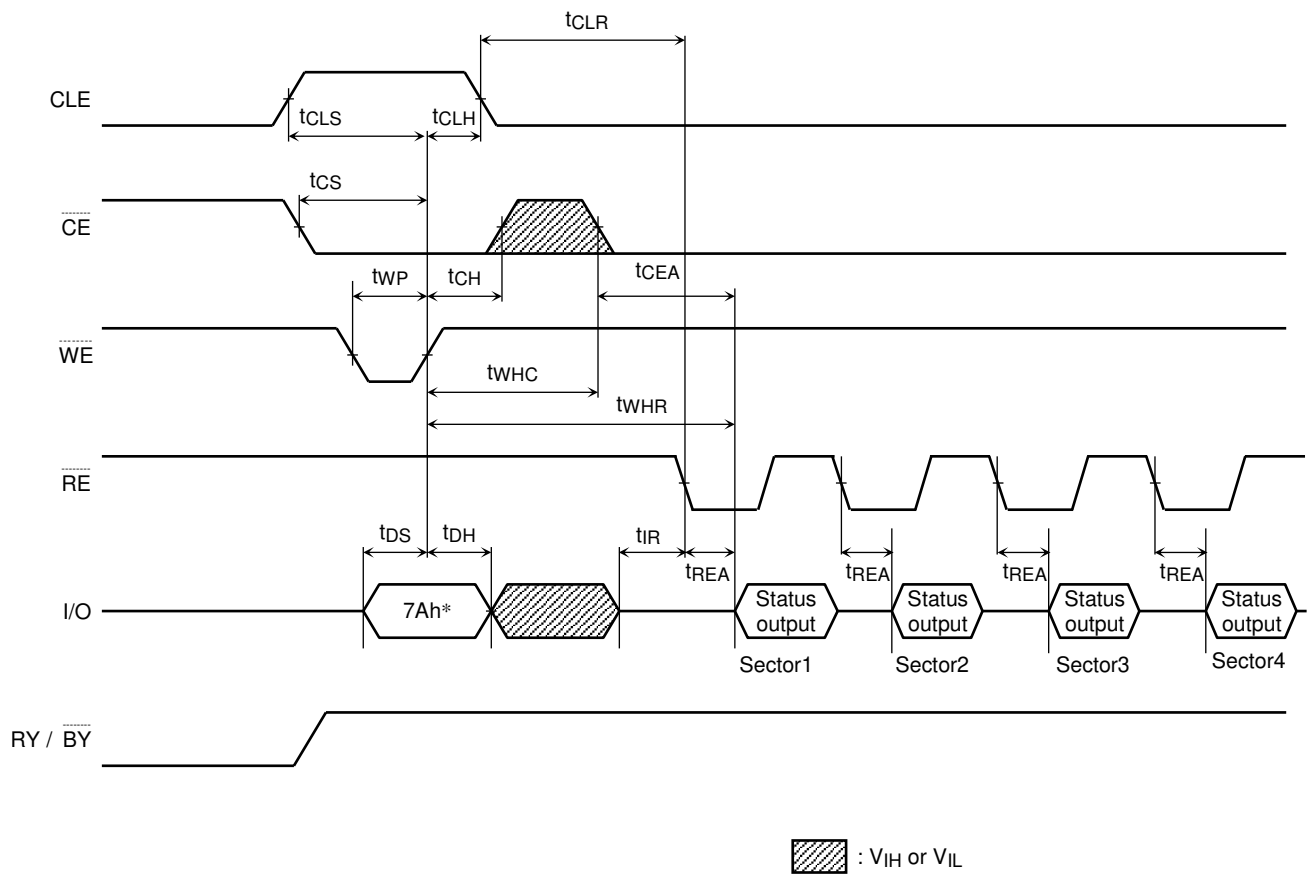 tCLR
CLE
tCLS
tCLH
tCS
CE
tCEA
tWP
tCH
WE
tWHC
tWHR
RE
tDS
tDH
tIR
tREA
tREA
tREA
tREA
I/O
7Ah*
Status output
Status output
Status output
Status output
Sector1
Sector2
Sector3
Sector4
RY / BY
: VIH or VIL